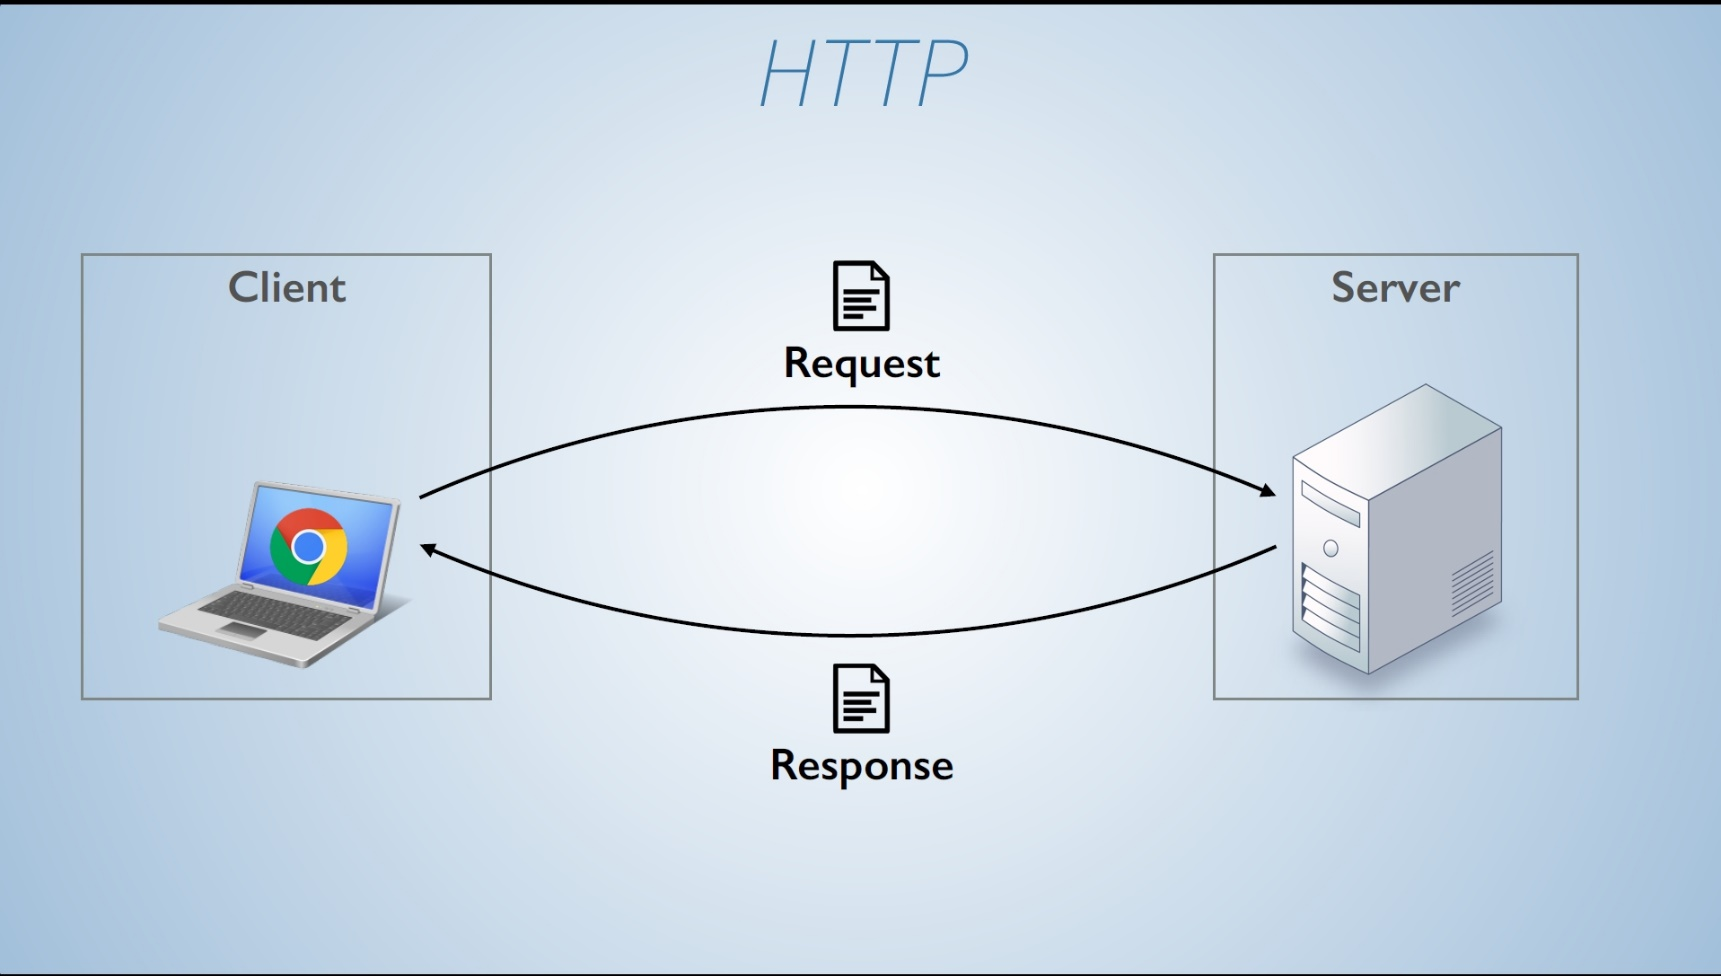 HTTP
Client
Server
Request
Response